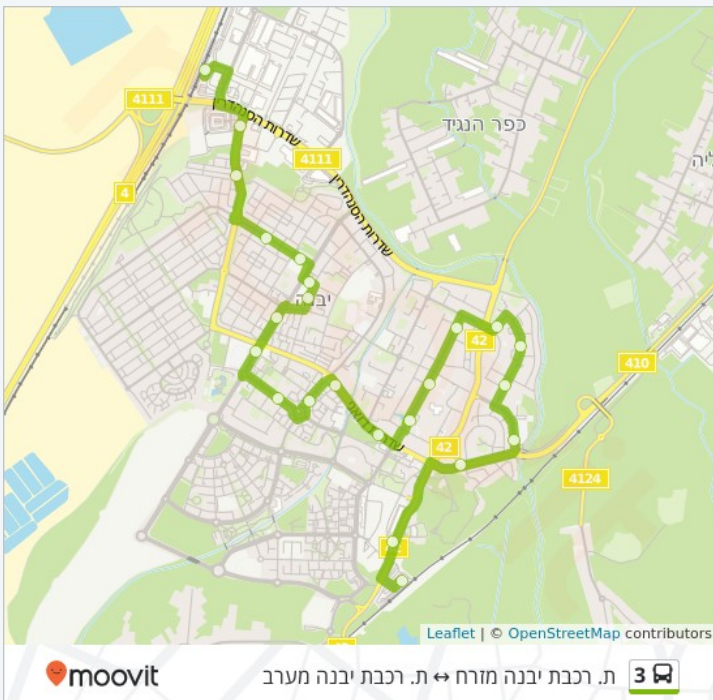 4111
שדרות הסנהדרין
4111
כפר הנגיד
4
שדרות הסנהדרין
יבנה
42
410
42
4124
Leaflet | © OpenStreetMap contributors
moovit
ת. רכבת יבנה מזרח ↔ ת. רכבת יבנה מערב
3